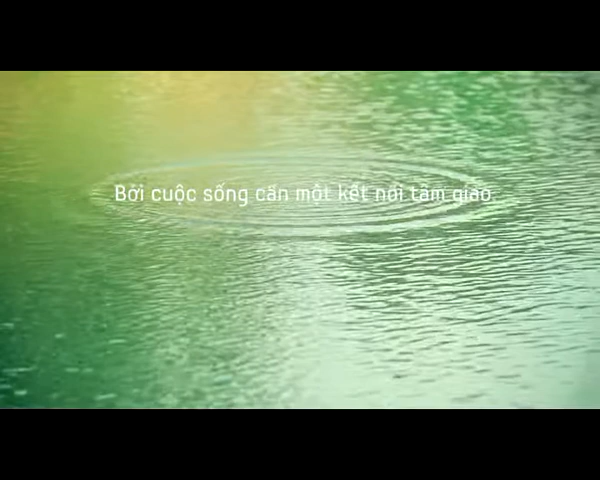 Bởi cuộc sống cần một kết nối tâm giao